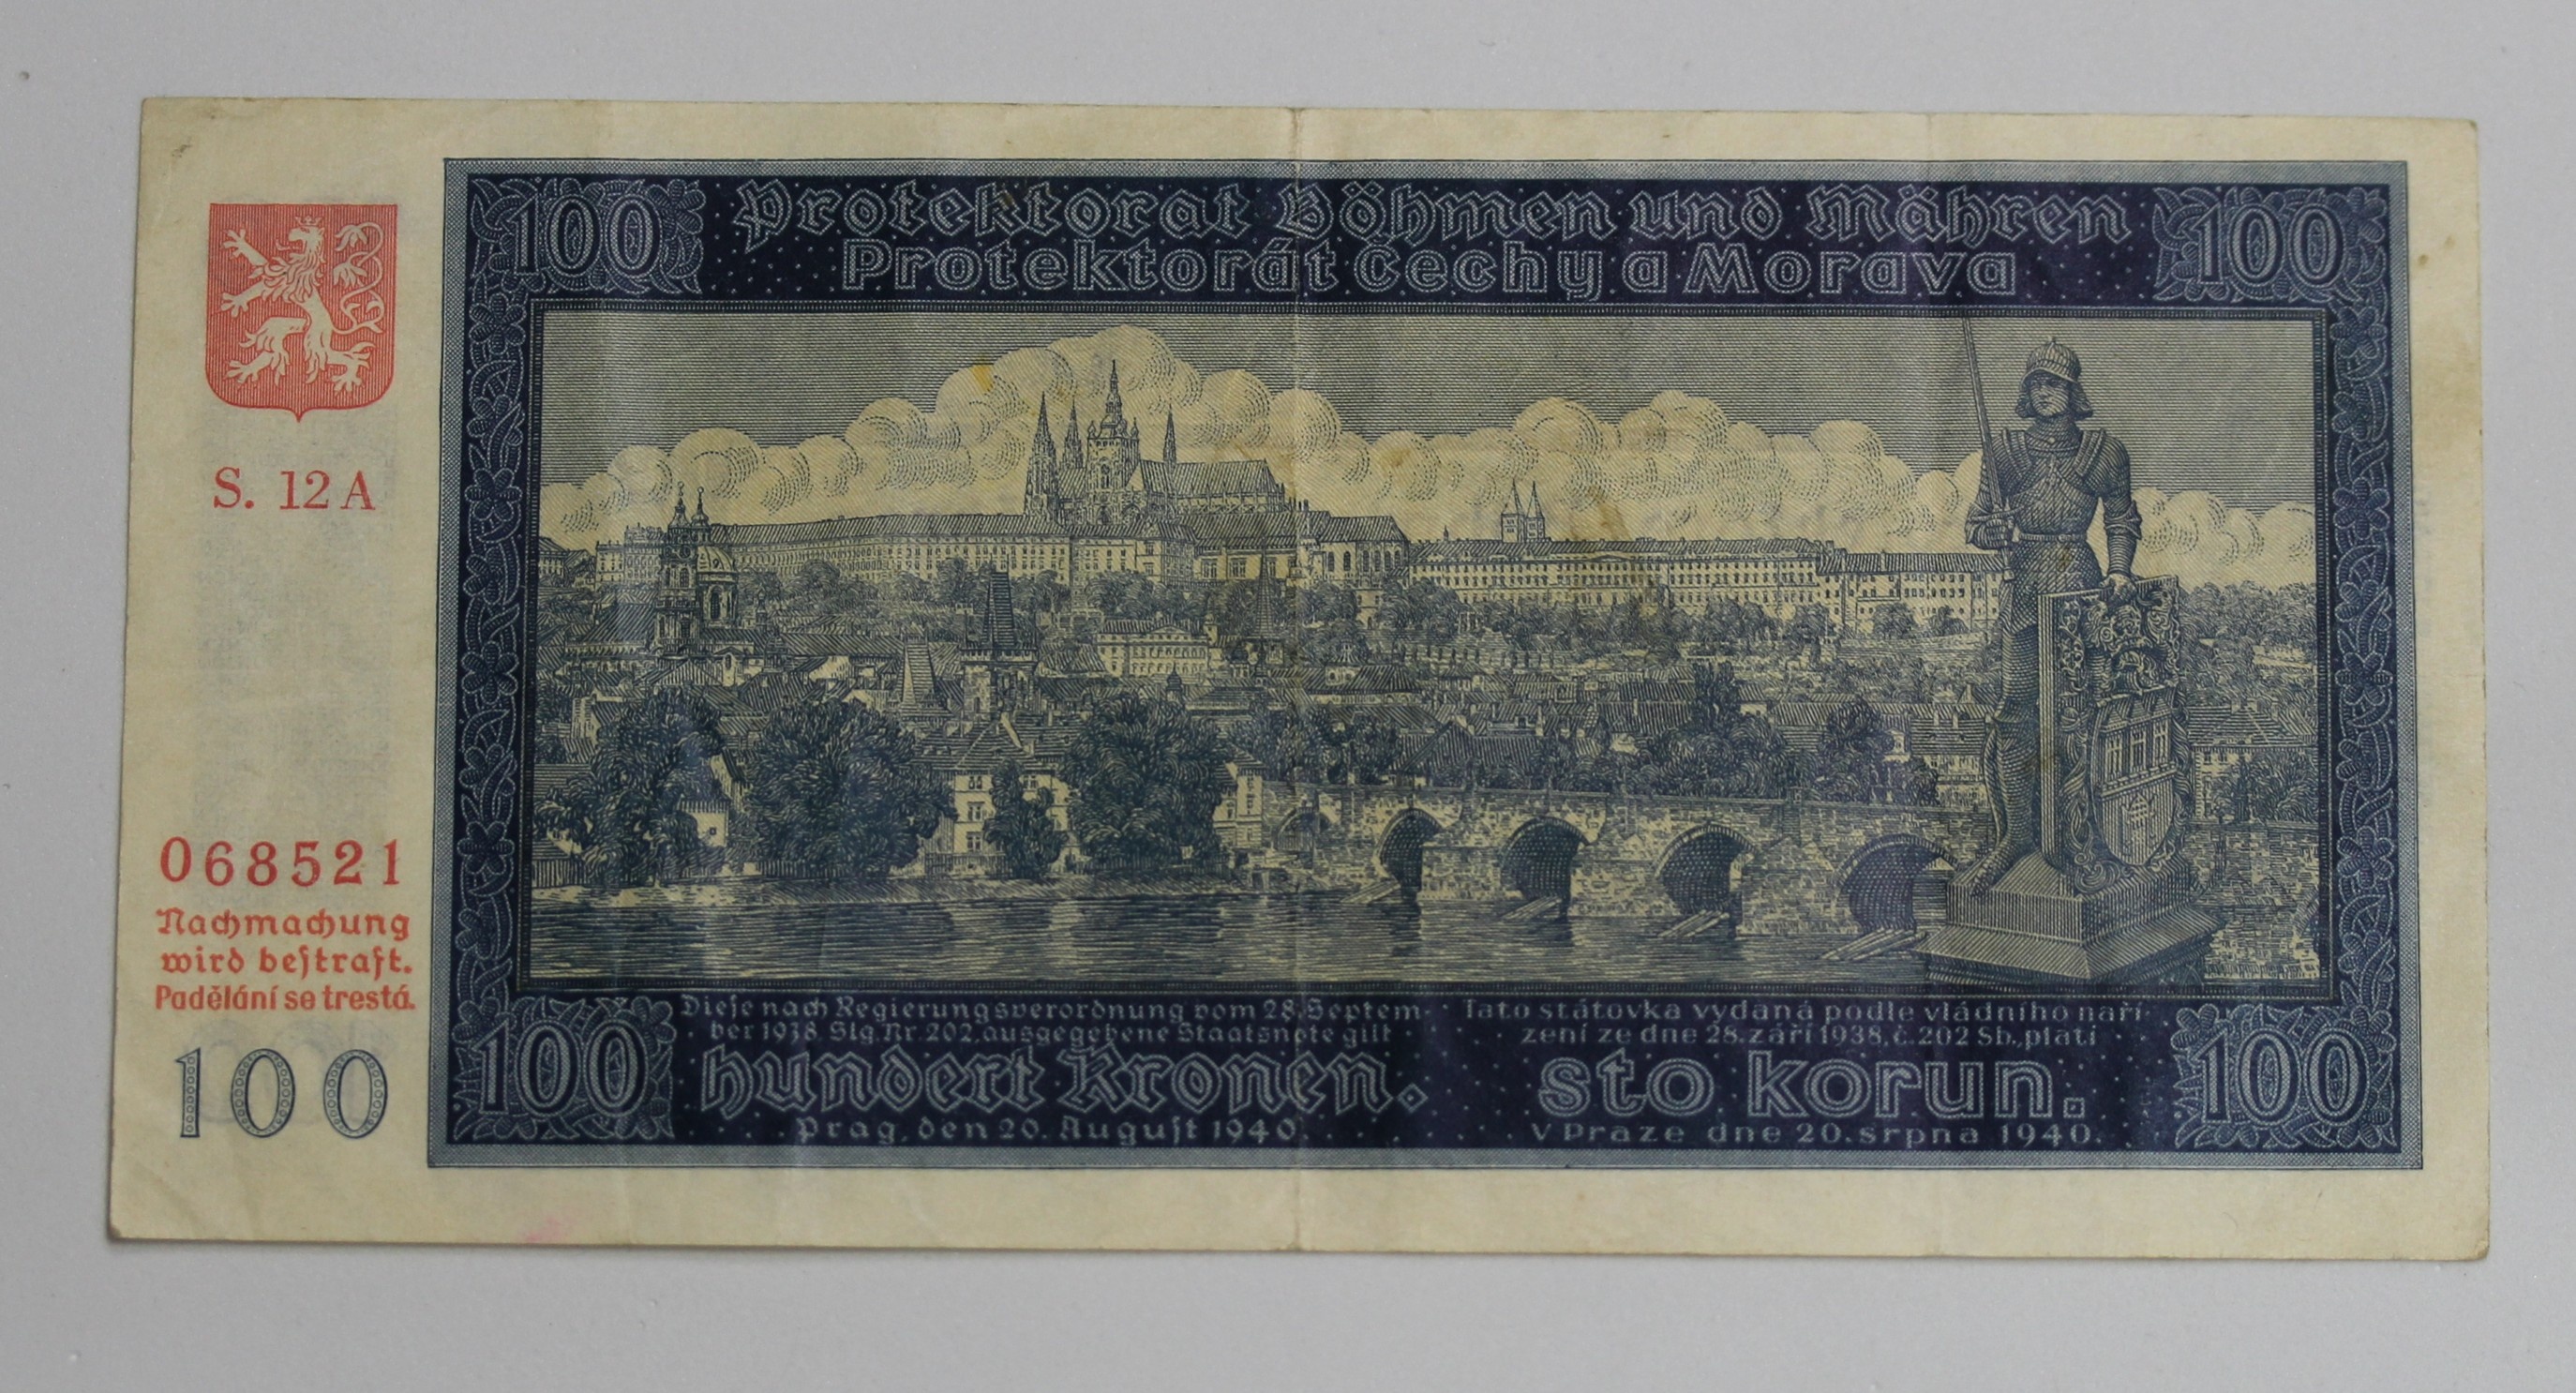 100 Protektorat Böhmen und Mähren 100
Protektorát Čechy a Morava
S. 12 A
068521
Nachmachung
wird bestraft.
Padělání se trestá.
100
100
Diese nach Regierungsverordnung vom 28. Septem-
ber 1938 Slg. Nr. 202, ausgegebene Staatsnote gilt
hundert Kronen.
Prag, den 20. August 1940.
Tato státovka vydaná podle vládního naří-
zení ze dne 28. září 1938, č. 202 Sb., platí
sto korun.
V Praze dne 20. srpna 1940.
100